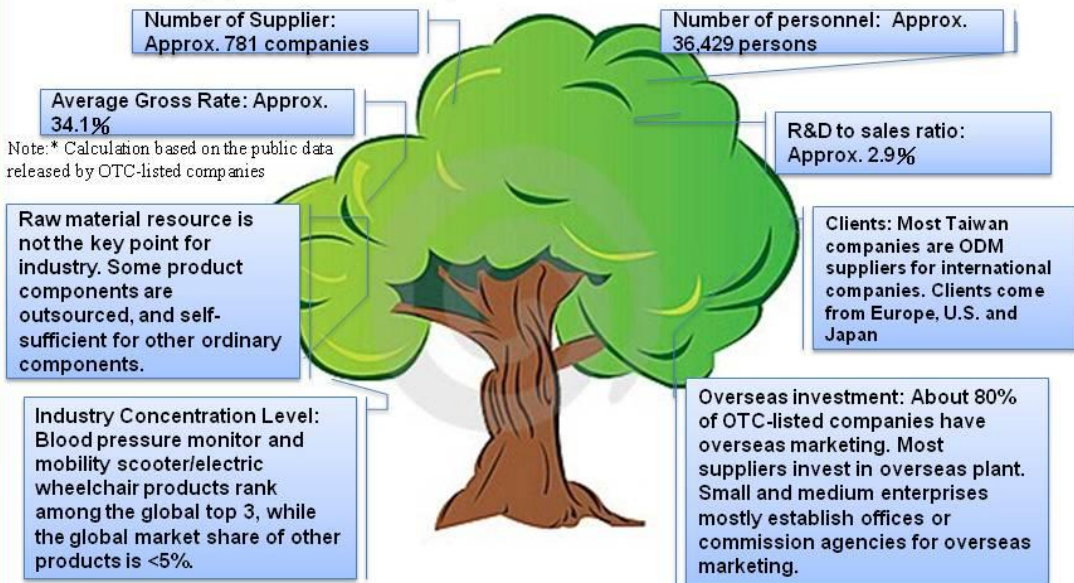 Number of Supplier:
Approx. 781 companies
Number of personnel: Approx.
36,429 persons
Average Gross Rate: Approx.
34.1%
Note:* Calculation based on the public data
released by OTC-listed companies
R&D to sales ratio:
Approx. 2.9%
Raw material resource is
not the key point for
industry. Some product
components are
outsourced, and self-
sufficient for other ordinary
components.
Clients: Most Taiwan
companies are ODM
suppliers for international
companies. Clients come
from Europe, U.S. and
Japan
Industry Concentration Level:
Blood pressure monitor and
mobility scooter/electric
wheelchair products rank
among the global top 3, while
the global market share of other
products is <5%.
Overseas investment: About 80%
of OTC-listed companies have
overseas marketing. Most
suppliers invest in overseas plant.
Small and medium enterprises
mostly establish offices or
commission agencies for overseas
marketing.